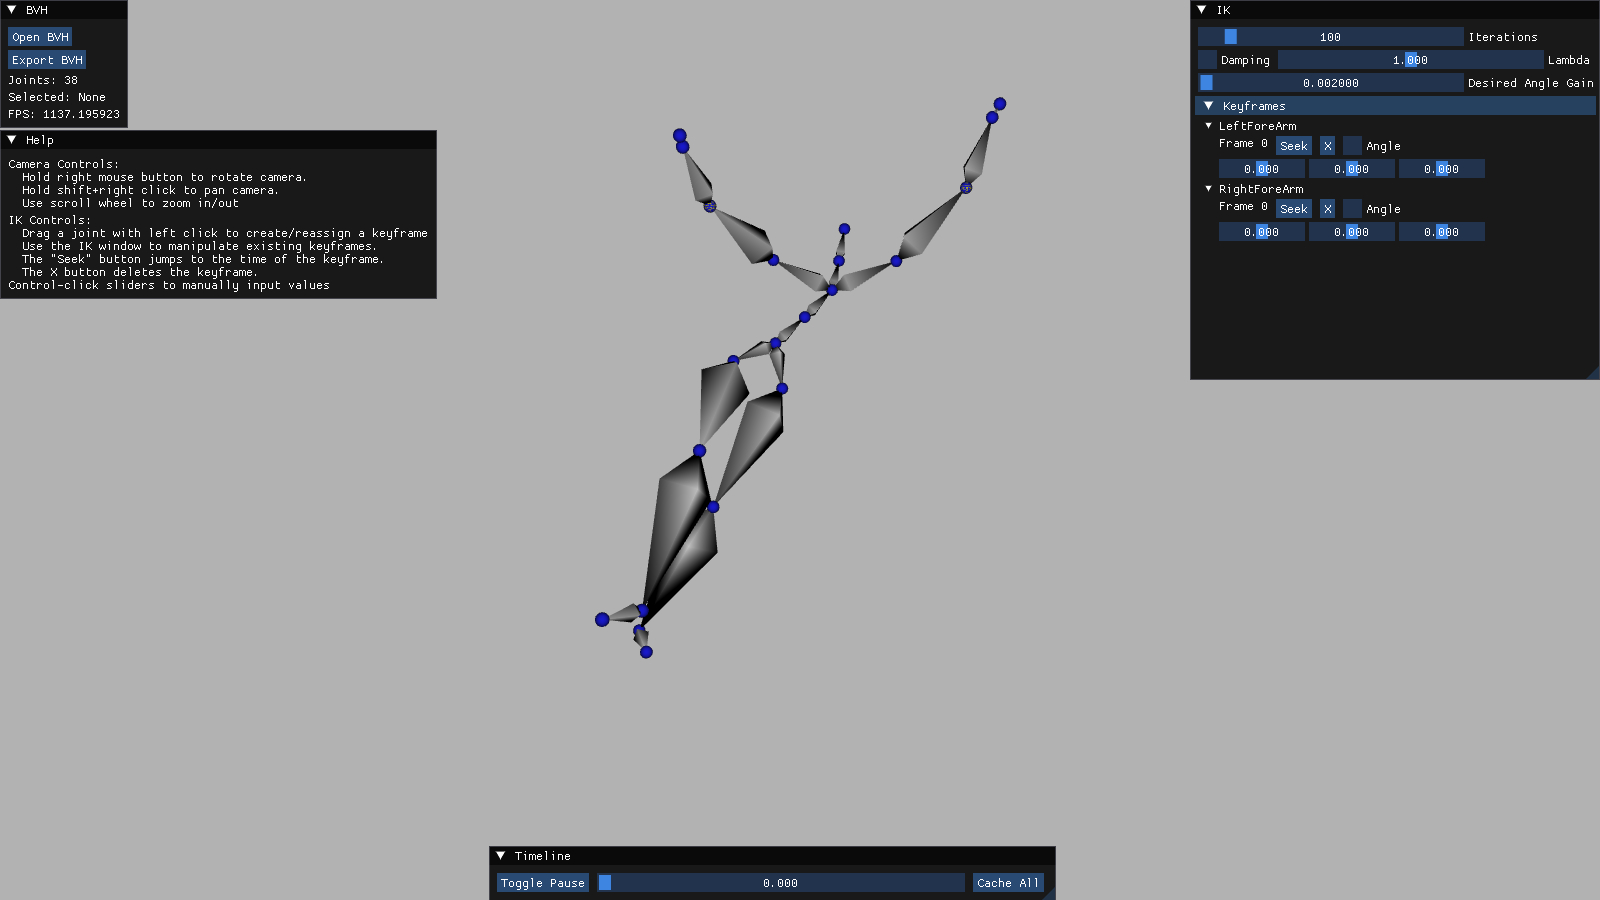 BVH
Open BVH
Export BVH
Joints: 38
Selected: None
FPS: 1137.195923
Help
Camera Controls:
Hold right mouse button to rotate camera.
Hold shift+right click to pan camera.
Use scroll wheel to zoom in/out
IK Controls:
Drag a joint with left click to create/reassign a keyframe
Use the IK window to manipulate existing keyframes.
The "Seek" button jumps to the time of the keyframe.
The X button deletes the keyframe.
Control-click sliders to manually input values
IK
100 Iterations
Damping 1.000 Lambda
0.002000 Desired Angle Gain
Keyframes
LeftForeArm
Frame 0 Seek X Angle
0.000 0.000 0.000
RightForeArm
Frame 0 Seek X Angle
0.000 0.000 0.000
Timeline
Toggle Pause 0.000 Cache All